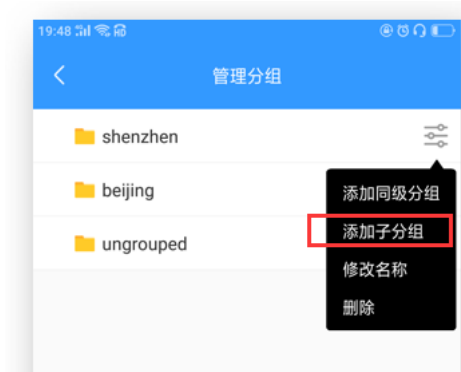 19:48
管理分组
shenzhen
beijing
ungrouped
添加同级分组
添加子分组
修改名称
删除